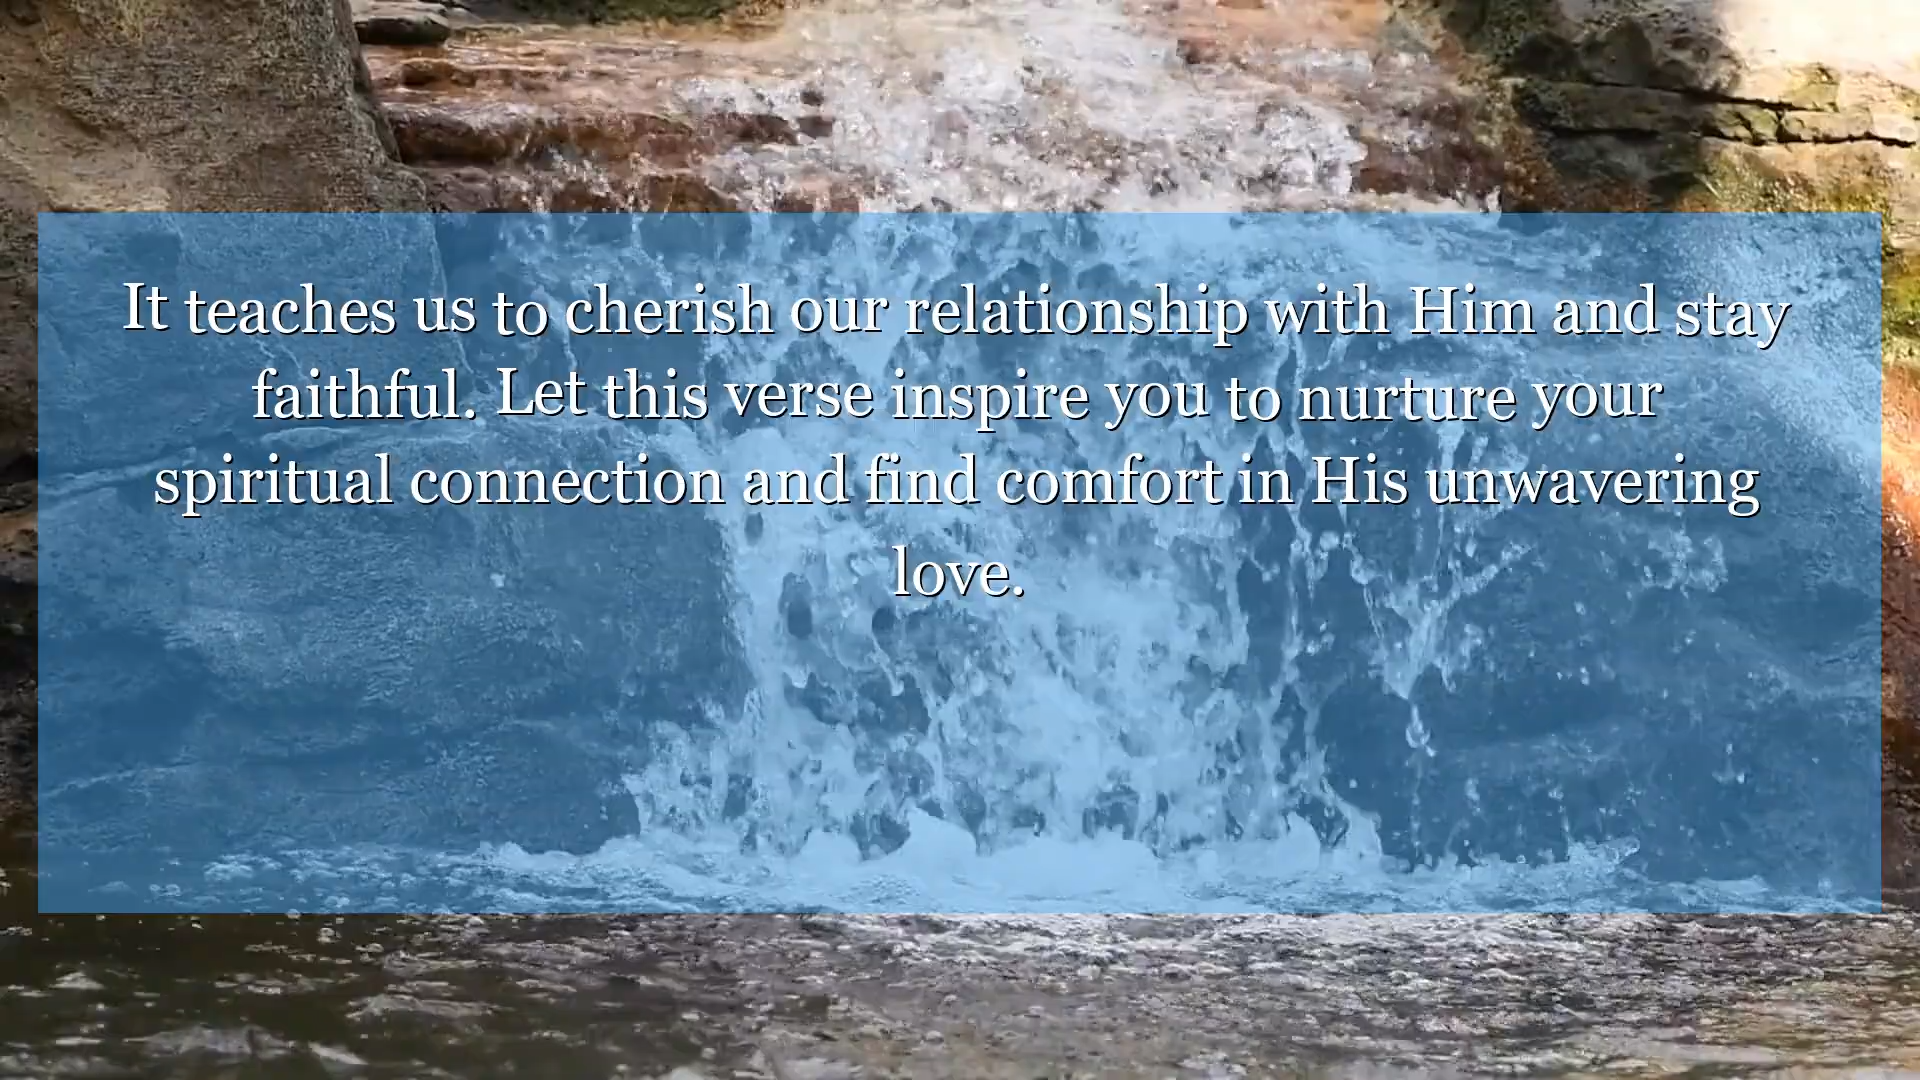 It teaches us to cherish our relationship with Him and stay
faithful. Let this verse inspire you to nurture your
spiritual connection and find comfort in His unwavering
love.